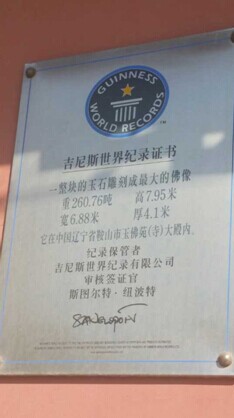 GUINNESS
WORLD RECORDS
TM
吉尼斯世界纪录证书
一整块的玉石雕刻成最大的佛像
重260.76吨 高7.95米
宽6.88米 厚4.1米
它在中国辽宁省鞍山市玉佛苑(寺)大殿内。
纪录保管者
吉尼斯世界纪录有限公司
审核签证官
斯图尔特·纽波特